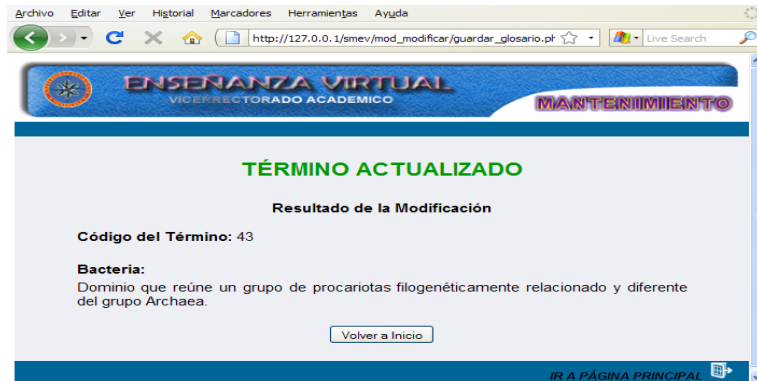 Archivo Editar Ver Historial Marcadores Herramientas Ayuda
http://127.0.0.1/smev/mod_modificar/guardar_glosario.ph
Live Search
ENSEÑANZA VIRTUAL
VICERRECTORADO ACADEMICO
MANTENIMIENTO
TÉRMINO ACTUALIZADO
Resultado de la Modificación
Código del Término: 43
Bacteria:
Dominio que reúne un grupo de procariotas filogenéticamente relacionado y diferente
del grupo Archaea.
Volver a Inicio
IR A PÁGINA PRINCIPAL